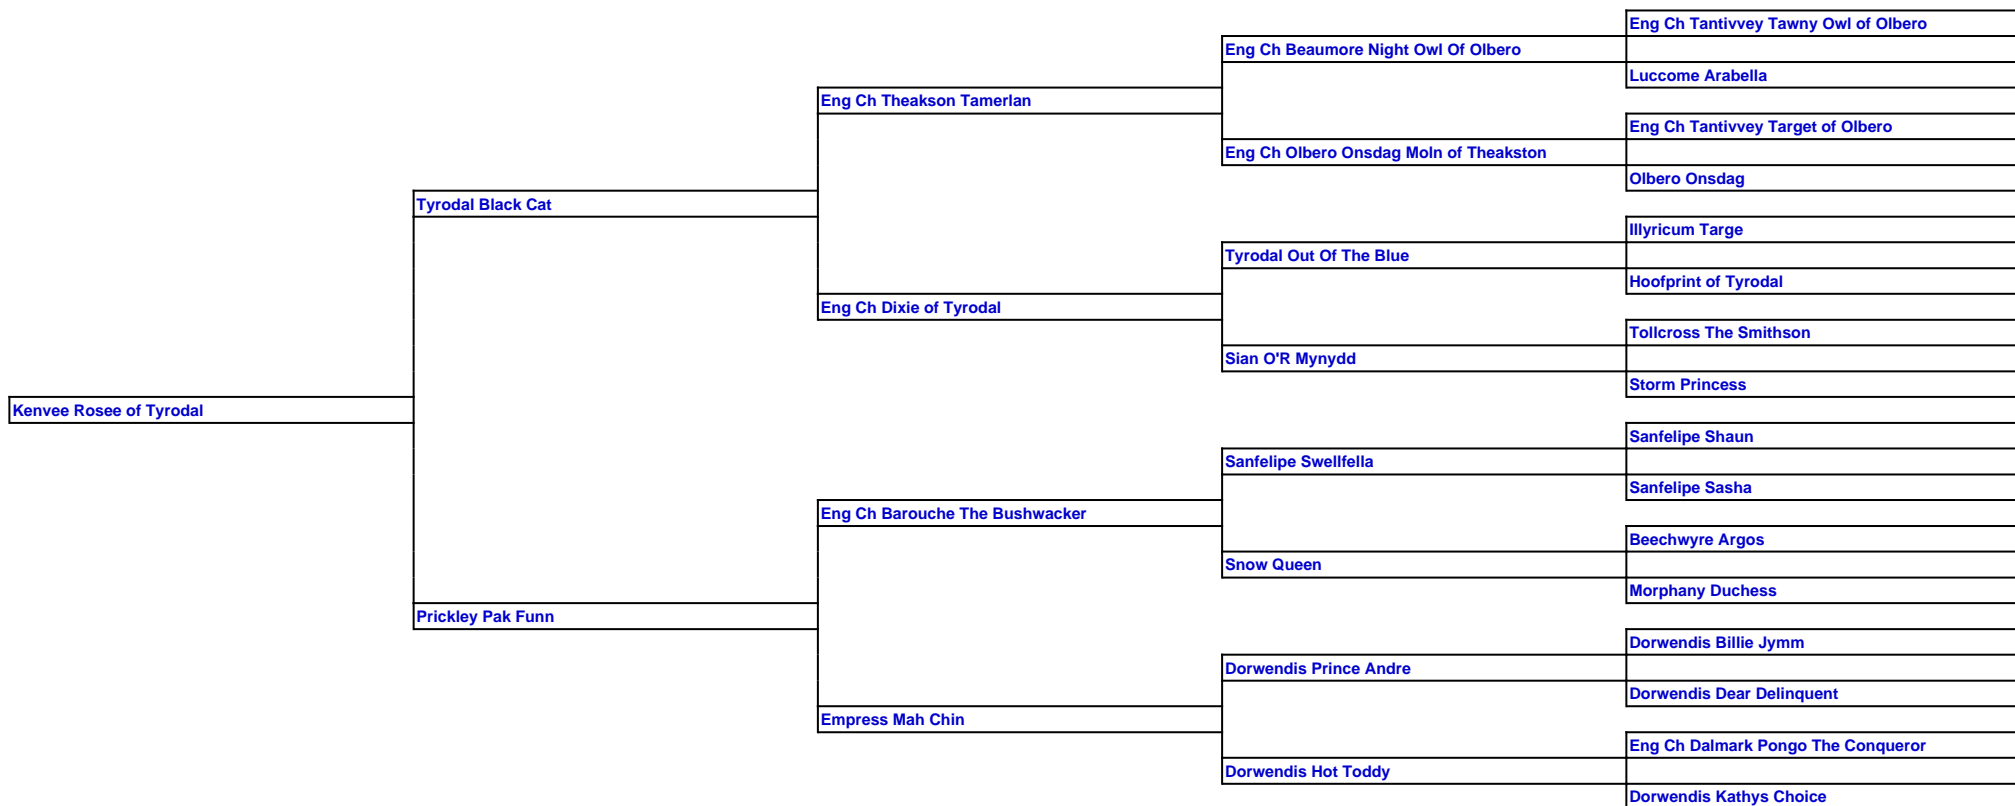 Eng Ch Tantivvey Tawny Owl of Olbero
Eng Ch Beaumore Night Owl Of Olbero
Luccome Arabella
Eng Ch Theakson Tamerlan
Eng Ch Tantivvey Target of Olbero
Eng Ch Olbero Onsdag Moln of Theakston
Olbero Onsdag
Tyrodal Black Cat
Illyricum Targe
Tyrodal Out Of The Blue
Hoofprint of Tyrodal
Eng Ch Dixie of Tyrodal
Tollcross The Smithson
Sian O'R Mynydd
Storm Princess
Kenvee Rosee of Tyrodal
Sanfelipe Shaun
Sanfelipe Swellfella
Sanfelipe Sasha
Eng Ch Barouche The Bushwacker
Beechwyre Argos
Snow Queen
Morphany Duchess
Prickley Pak Funn
Dorwendis Billie Jymm
Dorwendis Prince Andre
Dorwendis Dear Delinquent
Empress Mah Chin
Eng Ch Dalmark Pongo The Conqueror
Dorwendis Hot Toddy
Dorwendis Kathys Choice